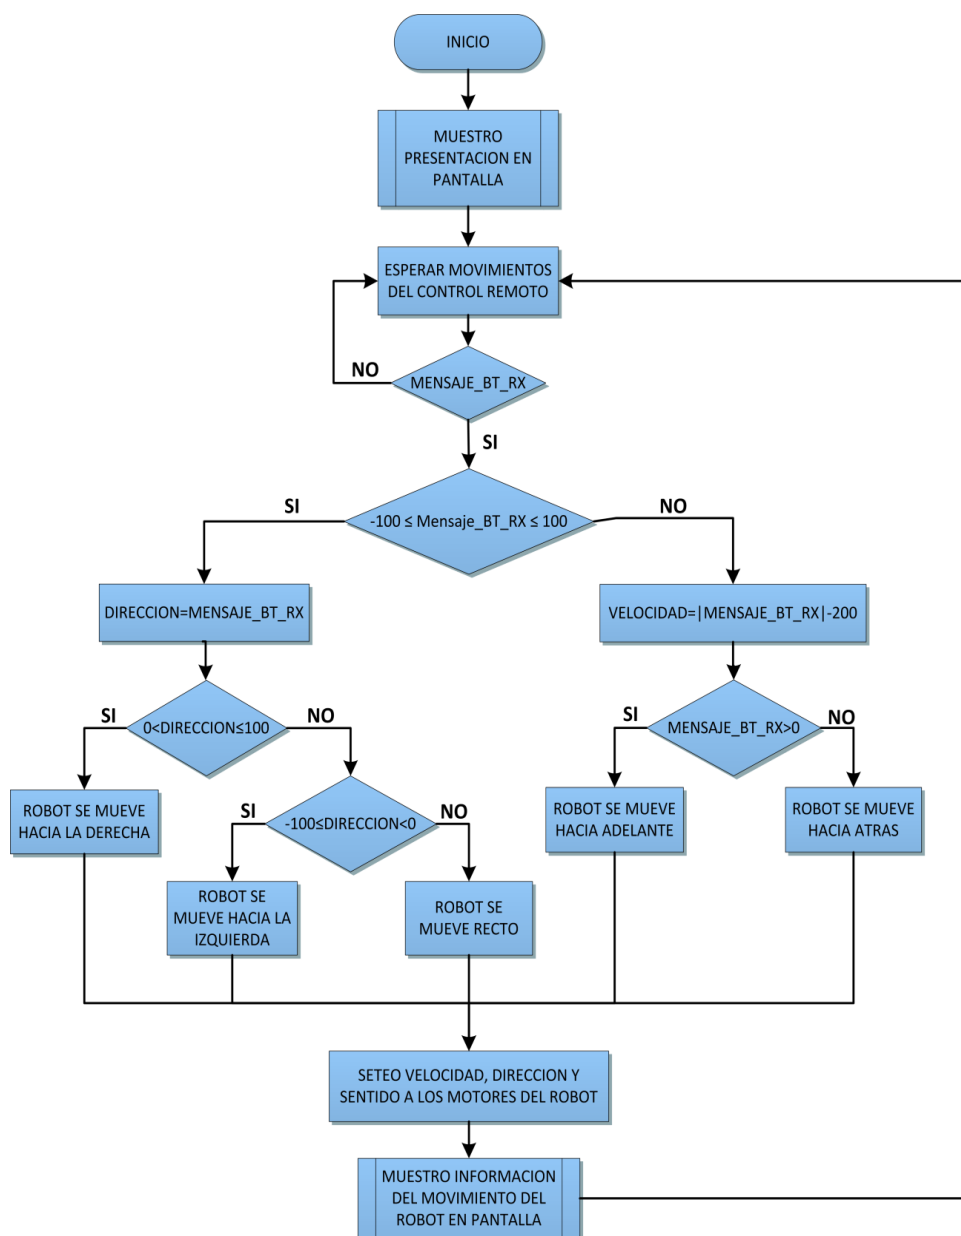 INICIO
MUESTRO
PRESENTACION EN
PANTALLA
ESPERAR MOVIMIENTOS
DEL CONTROL REMOTO
NO
MENSAJE_BT_RX
SI
SI
-100 ≤ Mensaje_BT_RX ≤ 100
NO
DIRECCION=MENSAJE_BT_RX
VELOCIDAD=|MENSAJE_BT_RX|-200
SI
0<DIRECCION≤100
NO
SI
MENSAJE_BT_RX>0
NO
ROBOT SE MUEVE
HACIA LA DERECHA
SI
-100≤DIRECCION<0
NO
ROBOT SE MUEVE
HACIA ADELANTE
ROBOT SE MUEVE
HACIA ATRAS
ROBOT SE
MUEVE HACIA LA
IZQUIERDA
ROBOT SE
MUEVE RECTO
SETEO VELOCIDAD, DIRECCION Y
SENTIDO A LOS MOTORES DEL ROBOT
MUESTRO INFORMACION
DEL MOVIMIENTO DEL
ROBOT EN PANTALLA